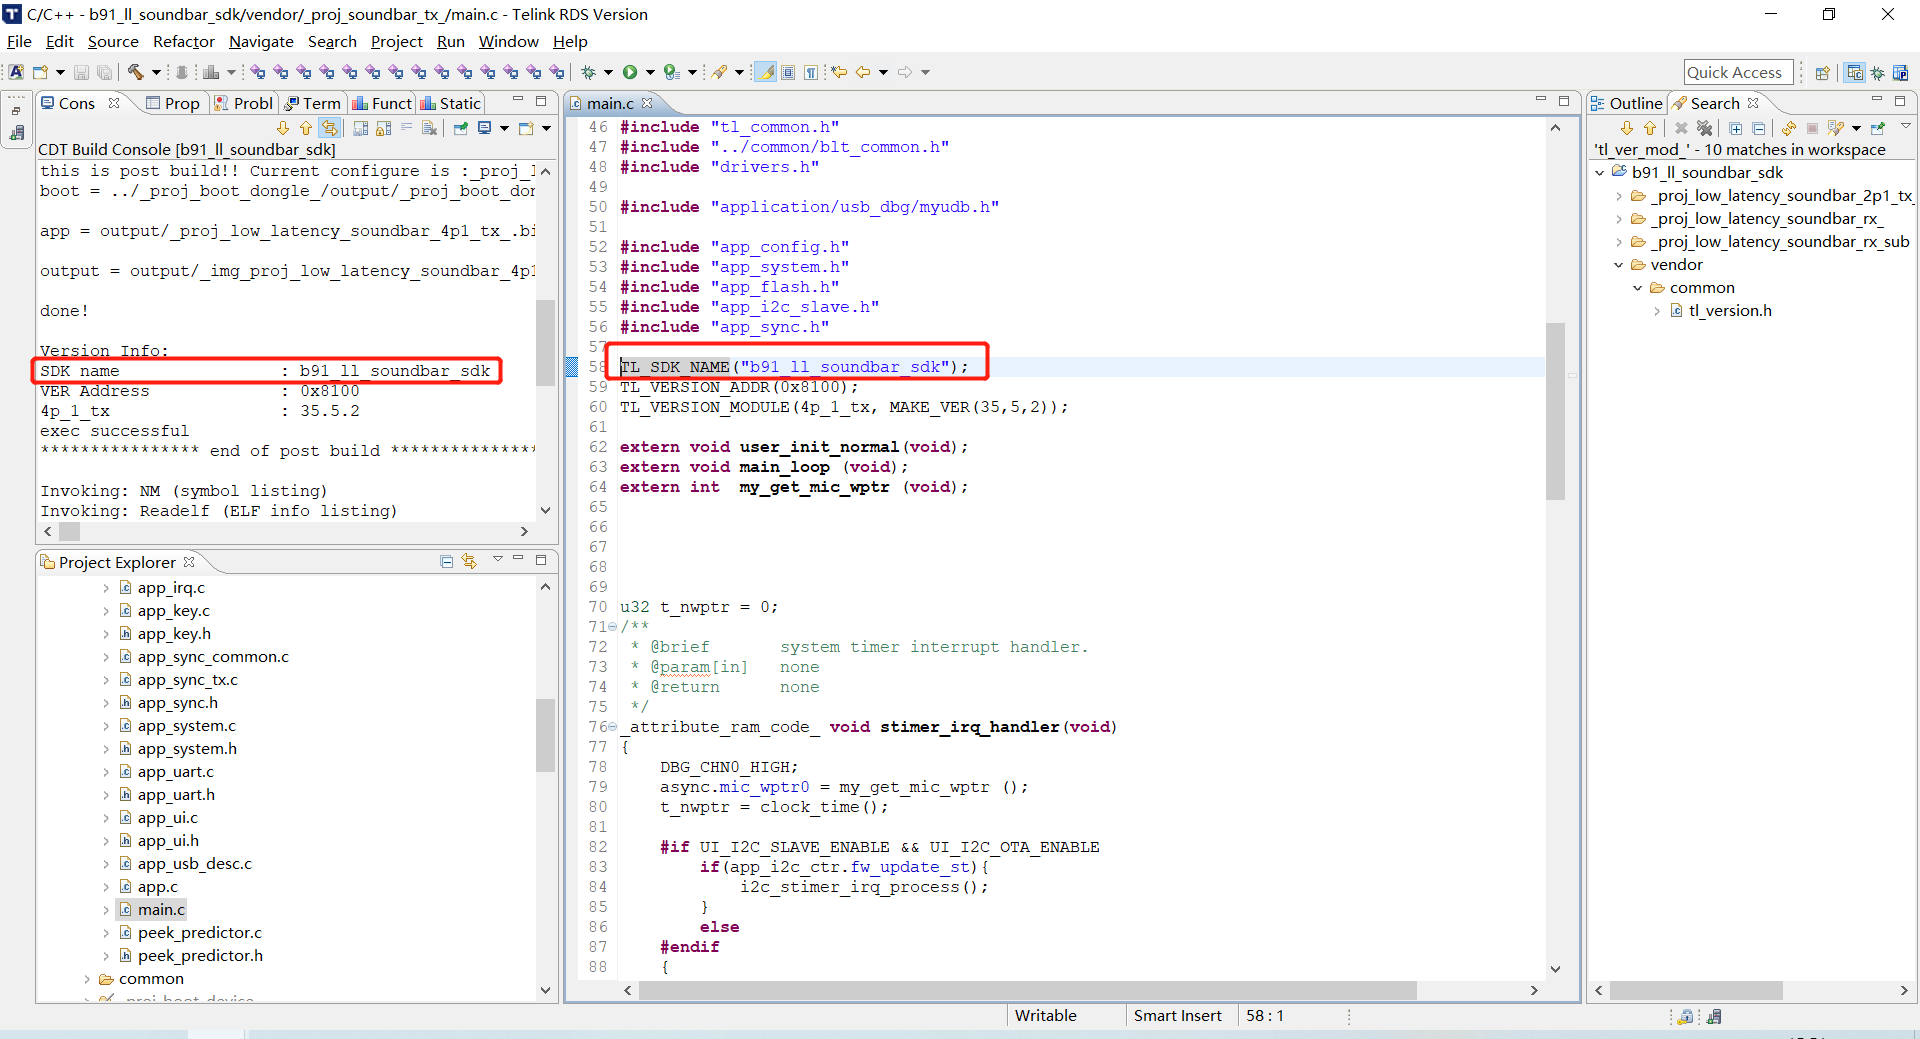 C/C++ - b91_ll_soundbar_sdk/vendor/_proj_soundbar_tx_/main.c - Telink RDS Version
File Edit Source Refactor Navigate Search Project Run Window Help
Quick Access
Cons Prop Probl Term Funct Static
CDT Build Console [b91_ll_soundbar_sdk]
this is post build!! Current configure is :_proj_l
boot = ../_proj_boot_dongle_/output/_proj_boot_don
app = output/_proj_low_latency_soundbar_4p1_tx_.bi
output = output/_img_proj_low_latency_soundbar_4p1
done!
Version Info:
SDK name : b91_ll_soundbar_sdk
VER Address : 0x8100
4p_1_tx : 35.5.2
exec successful
**************** end of post build ***************
Invoking: NM (symbol listing)
Invoking: Readelf (ELF info listing)
Project Explorer
app_irq.c
app_key.c
app_key.h
app_sync_common.c
app_sync_tx.c
app_sync.h
app_system.c
app_system.h
app_uart.c
app_uart.h
app_ui.c
app_ui.h
app_usb_desc.c
app.c
main.c
peek_predictor.c
peek_predictor.h
common
main.c
46 #include "tl_common.h"
47 #include "../common/blt_common.h"
48 #include "drivers.h"
49
50 #include "application/usb_dbg/myudb.h"
51
52 #include "app_config.h"
53 #include "app_system.h"
54 #include "app_flash.h"
55 #include "app_i2c_slave.h"
56 #include "app_sync.h"
57
58 TL_SDK_NAME("b91_ll_soundbar_sdk");
59 TL_VERSION_ADDR(0x8100);
60 TL_VERSION_MODULE(4p_1_tx, MAKE_VER(35,5,2));
61
62 extern void user_init_normal(void);
63 extern void main_loop (void);
64 extern int  my_get_mic_wptr (void);
65
66
67
68
69
70 u32 t_nwptr = 0;
71 /**
72 * @brief system timer interrupt handler.
73 * @param[in] none
74 * @return none
75 */
76 _attribute_ram_code_ void stimer_irq_handler(void)
77 {
78 DBG_CHN0_HIGH;
79 async.mic_wptr0 = my_get_mic_wptr ();
80 t_nwptr = clock_time();
81
82 #if UI_I2C_SLAVE_ENABLE && UI_I2C_OTA_ENABLE
83 if(app_i2c_ctr.fw_update_st){
84 i2c_stimer_irq_process();
85 }
86 else
87 #endif
88 {
Outline Search
'tl_ver_mod_' - 10 matches in workspace
b91_ll_soundbar_sdk
_proj_low_latency_soundbar_2p1_tx_
_proj_low_latency_soundbar_rx_
_proj_low_latency_soundbar_rx_sub
vendor
common
tl_version.h
Writable Smart Insert 58 : 1